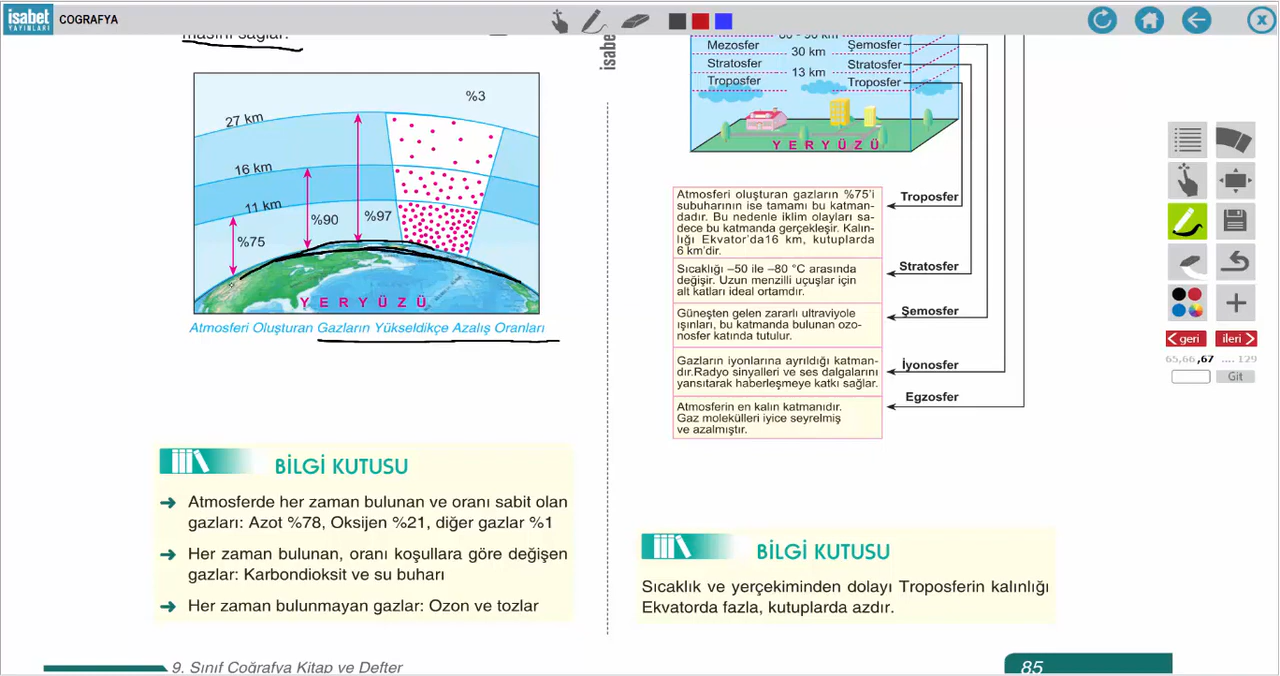 isabet
YAYINLARI
COGRAFYA
masını sağlar.
%3
27 km
16 km
11 km
%75
%90
%97
Y E R Y Ü Z Ü
Atmosferi Oluşturan Gazların Yükseldikçe Azalış Oranları
BİLGİ KUTUSU
Atmosferde her zaman bulunan ve oranı sabit olan
gazları: Azot %78, Oksijen %21, diğer gazlar %1
Her zaman bulunan, oranı koşullara göre değişen
gazlar: Karbondioksit ve su buharı
Her zaman bulunmayan gazlar: Ozon ve tozlar
9. Sınıf Coğrafya Kitap ve Defter
isabe
Mezosfer
30 km
Şemosfer
Stratosfer
Stratosfer
13 km
Troposfer
Troposfer
Y E R Y Ü Z Ü
Atmosferi oluşturan gazların %75'i
subuharının ise tamamı bu katman-
dadır. Bu nedenle iklim olayları sa-
dece bu katmanda gerçekleşir. Kalın-
lığı Ekvator'da16 km, kutuplarda
6 km'dir.
Troposfer
Sıcaklığı –50 ile –80 °C arasında
değişir. Uzun menzilli uçuşlar için
alt katları ideal ortamdır.
Stratosfer
Güneşten gelen zararlı ultraviyole
ışınları, bu katmanda bulunan ozo-
nosfer katında tutulur.
Şemosfer
Gazların iyonlarına ayrıldığı katman-
dır.Radyo sinyalleri ve ses dalgalarını
yansıtarak haberleşmeye katkı sağlar.
İyonosfer
Atmosferin en kalın katmanıdır.
Gaz molekülleri iyice seyrelmiş
ve azalmıştır.
Egzosfer
BİLGİ KUTUSU
Sıcaklık ve yerçekiminden dolayı Troposferin kalınlığı
Ekvatorda fazla, kutuplarda azdır.
85
geri
ileri
65,66,67 .... 129
Git